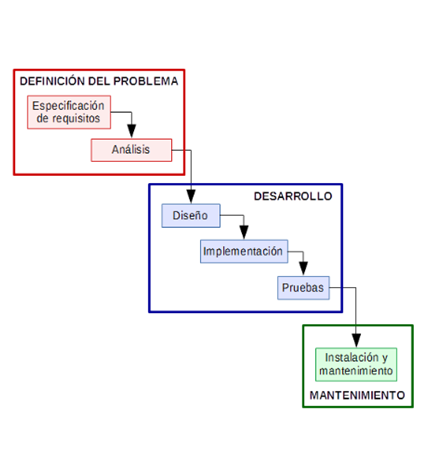 DEFINICIÓN DEL PROBLEMA
Especificación
de requisitos
Análisis
DESARROLLO
Diseño
Implementación
Pruebas
Instalación y
mantenimiento
MANTENIMIENTO